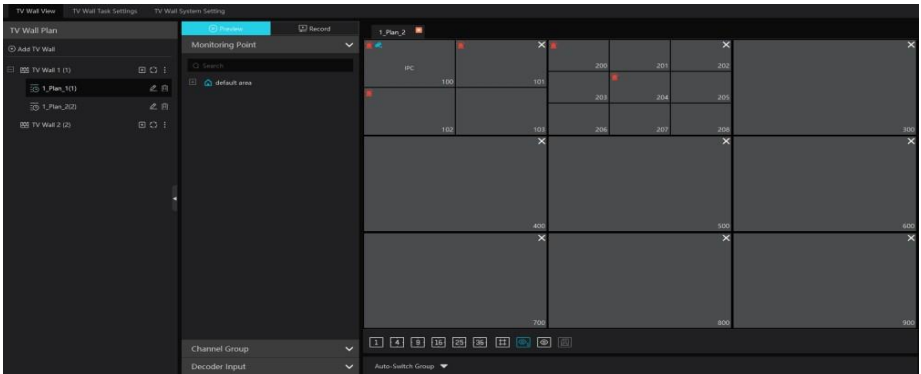 TV Wall View TV Wall Task Settings TV Wall System Setting
TV Wall Plan
Add TV Wall
TV Wall 1 (1)
1_Plan_1(1)
1_Plan_2(2)
TV Wall 2 (2)
Preview Record
Monitoring Point
Search
default area
Channel Group
Decoder Input
1_Plan_2
IPC
100 101
102 103
200 201 202
203 204 205
206 207 208
300
400 500 600
700 800 900
1 4 9 16 25 36
Auto-Switch Group